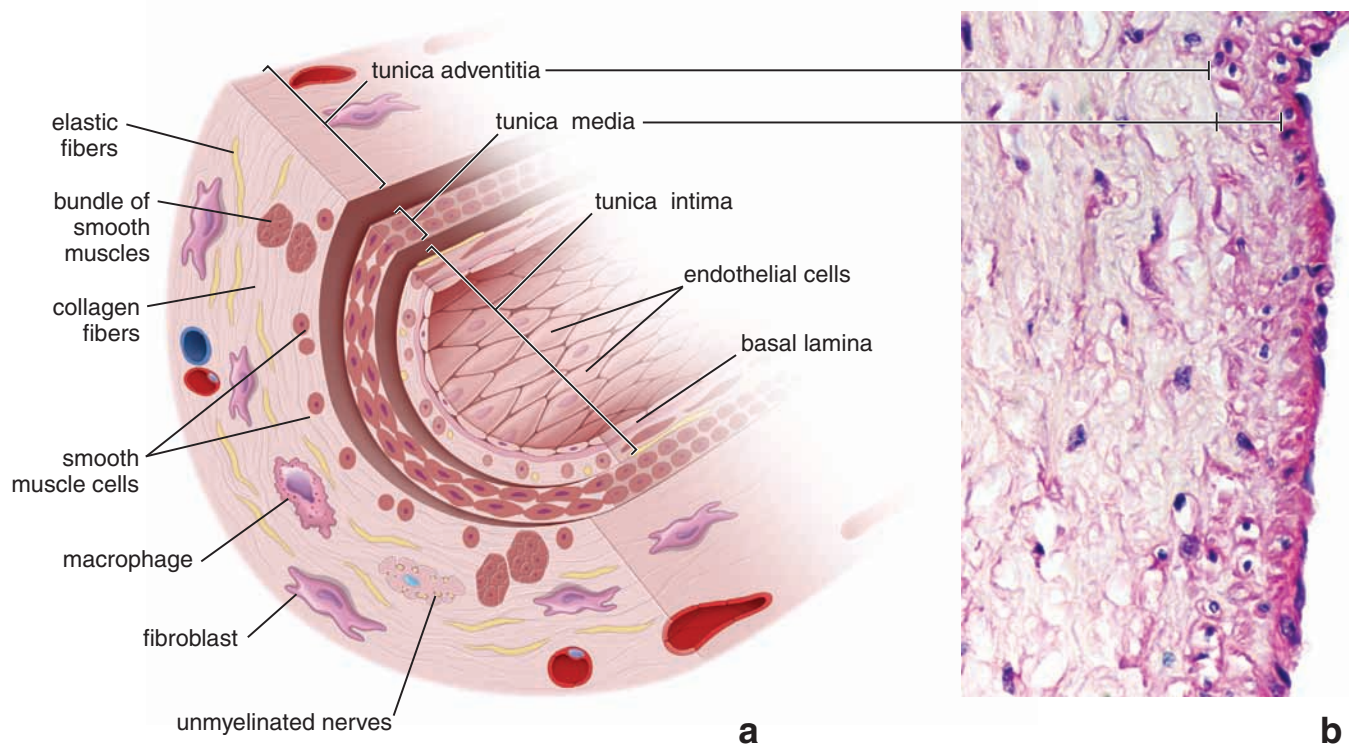 tunica adventitia
tunica media
tunica intima
endothelial cells
basal lamina
elastic
fibers
bundle of
smooth
muscles
collagen
fibers
smooth
muscle cells
macrophage
fibroblast
unmyelinated nerves
a
b